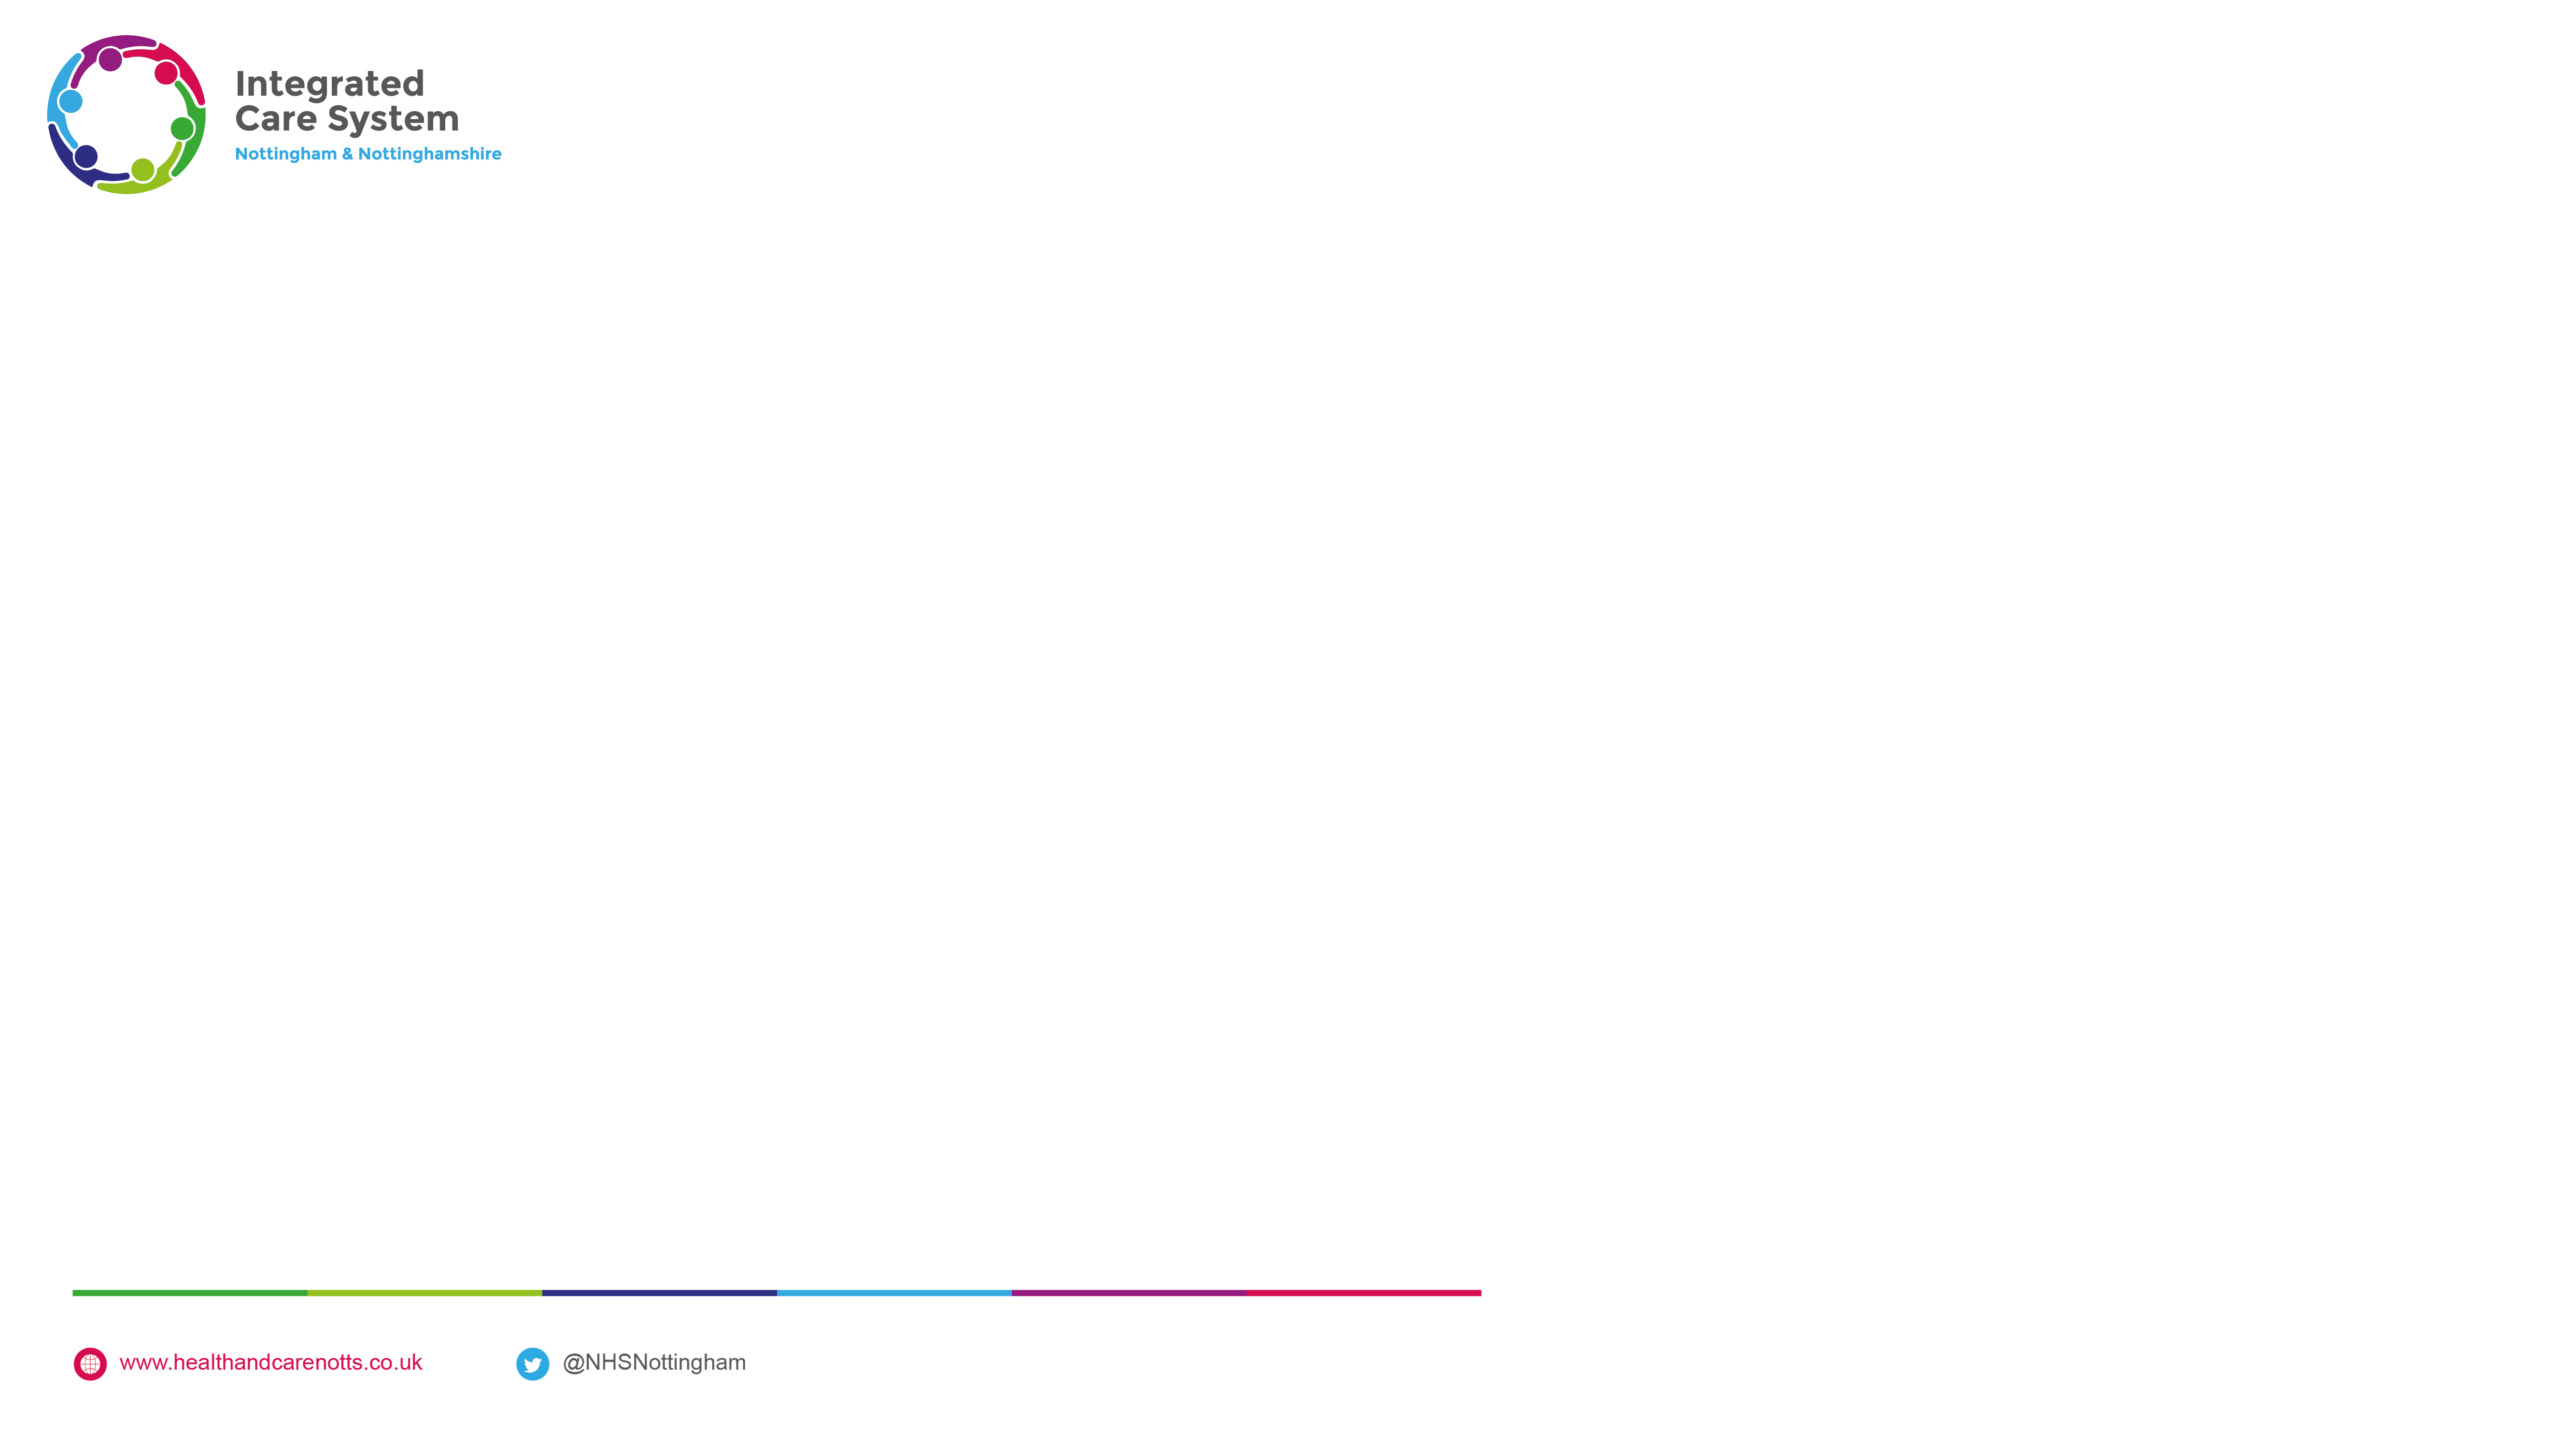 Integrated
Care System
Nottingham & Nottinghamshire
www.healthandcarenotts.co.uk
@NHSNottingham